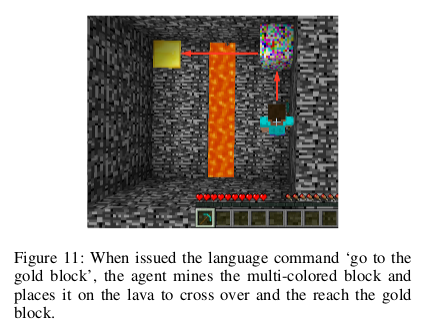 Figure 11: When issued the language command ‘go to the
gold block’, the agent mines the multi-colored block and
places it on the lava to cross over and the reach the gold
block.